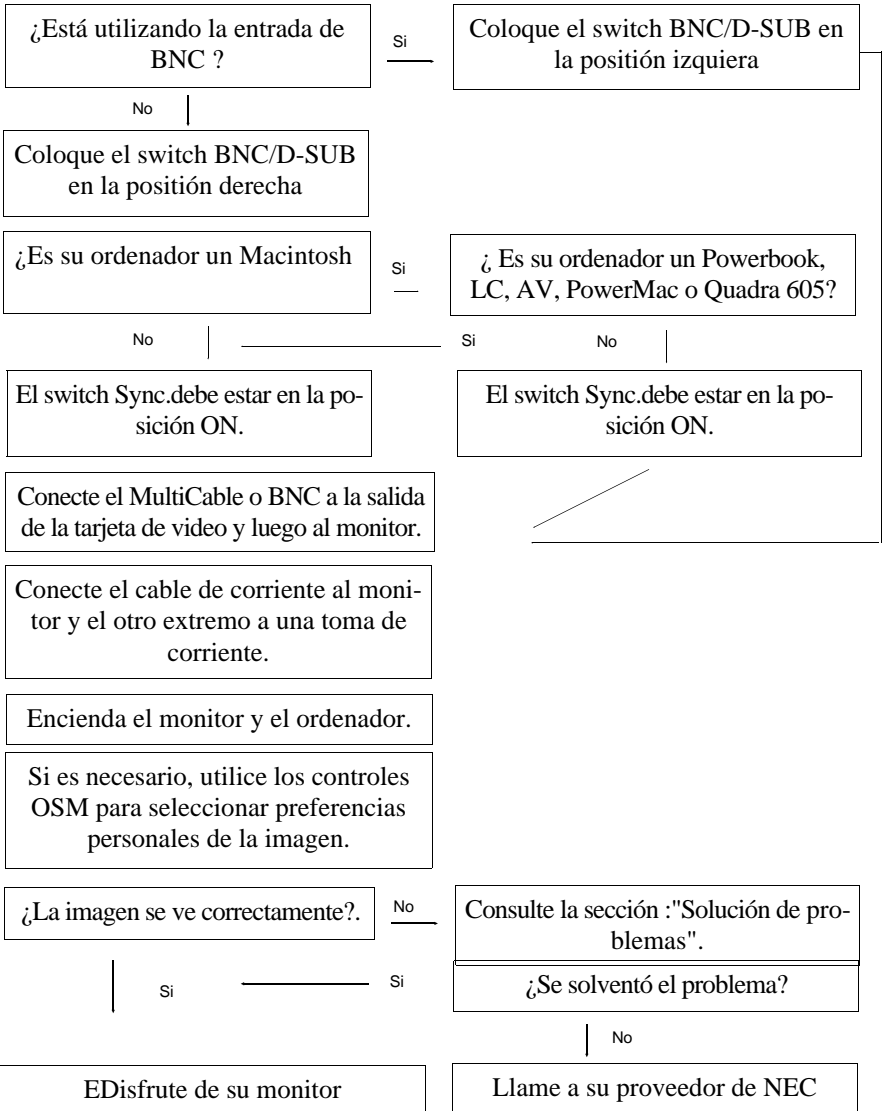 ¿Está utilizando la entrada de
BNC ?
Si
Coloque el switch BNC/D-SUB en
la positión izquiera
No
Coloque el switch BNC/D-SUB
en la positión derecha
¿Es su ordenador un Macintosh
Si
¿ Es su ordenador un Powerbook,
LC, AV, PowerMac o Quadra 605?
No
Si
No
El switch Sync.debe estar en la po-
sición ON.
El switch Sync.debe estar en la po-
sición ON.
Conecte el MultiCable o BNC a la salida
de la tarjeta de video y luego al monitor.
Conecte el cable de corriente al moni-
tor y el otro extremo a una toma de
corriente.
Encienda el monitor y el ordenador.
Si es necesario, utilice los controles
OSM para seleccionar preferencias
personales de la imagen.
¿La imagen se ve correctamente?.
No
Consulte la sección :"Solución de pro-
blemas".
Si
Si
¿Se solventó el problema?
No
EDisfrute de su monitor
Llame a su proveedor de NEC